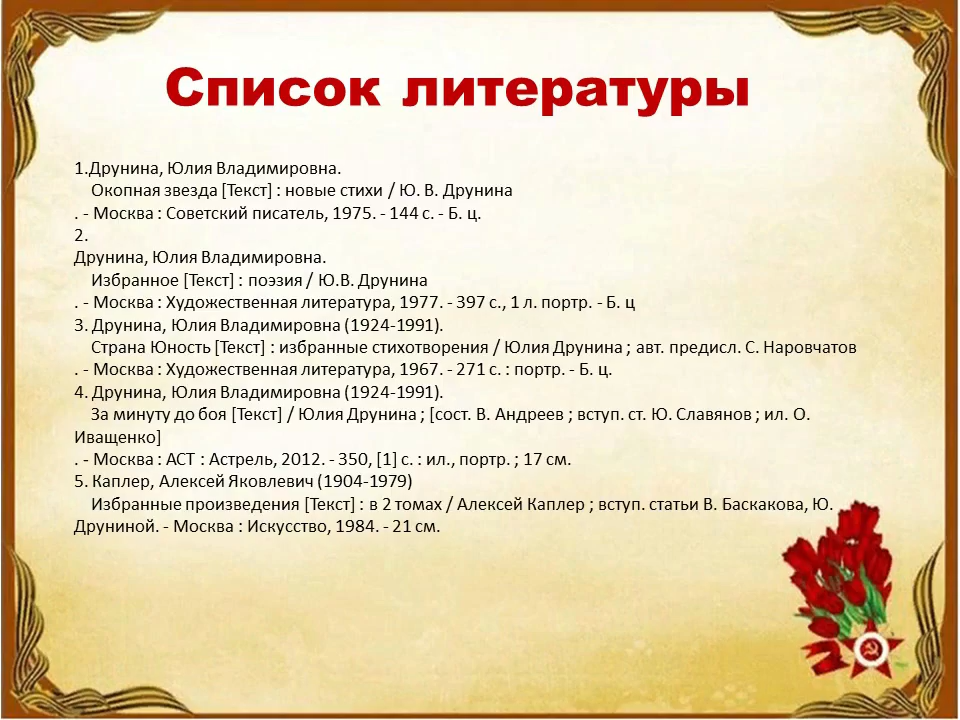 Список литературы
1.Друнина, Юлия Владимировна.
Окопная звезда [Текст] : новые стихи / Ю. В. Друнина
. - Москва : Советский писатель, 1975. - 144 с. - Б. ц.
2.
Друнина, Юлия Владимировна.
Избранное [Текст] : поэзия / Ю.В. Друнина
. - Москва : Художественная литература, 1977. - 397 с., 1 л. портр. - Б. ц
3. Друнина, Юлия Владимировна (1924-1991).
Страна Юность [Текст] : избранные стихотворения / Юлия Друнина ; авт. предисл. С. Наровчатов
. - Москва : Художественная литература, 1967. - 271 с. : портр. - Б. ц.
4. Друнина, Юлия Владимировна (1924-1991).
За минуту до боя [Текст] / Юлия Друнина ; [сост. В. Андреев ; вступ. ст. Ю. Славянов ; ил. О.
Иващенко]
. - Москва : АСТ : Астрель, 2012. - 350, [1] с. : ил., портр. ; 17 см.
5. Каплер, Алексей Яковлевич (1904-1979)
Избранные произведения [Текст] : в 2 томах / Алексей Каплер ; вступ. статьи В. Баскакова, Ю.
Друниной. - Москва : Искусство, 1984. - 21 см.